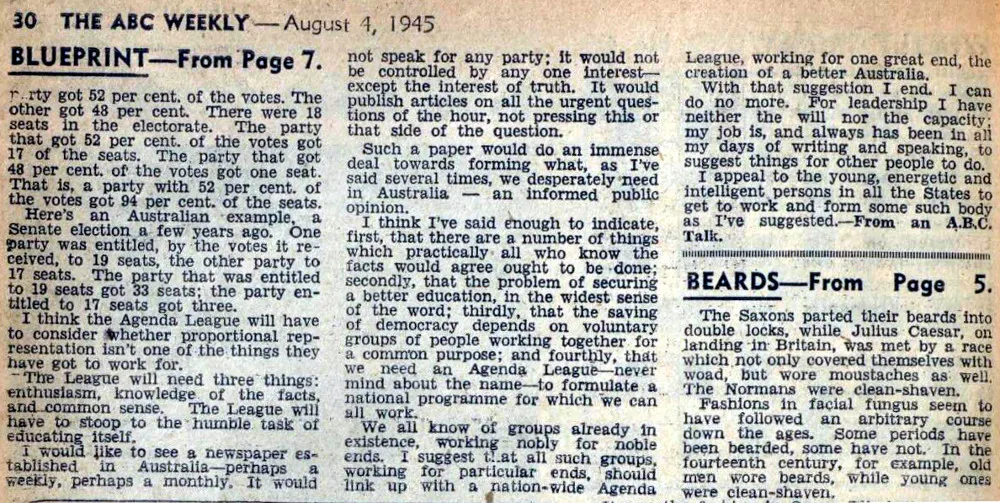 30 THE ABC WEEKLY—August 4, 1945
BLUEPRINT—From Page 7.
rty got 52 per cent. of the votes. The
other got 48 per cent. There were 18
seats in the electorate. The party
that got 52 per cent. of the votes got
17 of the seats. The party that got
48 per cent. of the votes got one seat.
That is, a party with 52 per cent. of
the votes got 94 per cent. of the seats.
Here's an Australian example, a
Senate election a few years ago. One
party was entitled, by the votes it re-
ceived, to 19 seats, the other party to
17 seats. The party that was entitled
to 19 seats got 33 seats; the party en-
titled to 17 seats got three.
I think the Agenda League will have
to consider whether proportional rep-
resentation isn't one of the things they
have got to work for.
The League will need three things:
enthusiasm, knowledge of the facts,
and common sense. The League will
have to stoop to the humble task of
educating itself.
I would like to see a newspaper es-
tablished in Australia—perhaps a
weekly, perhaps a monthly. It would
not speak for any party; it would not
be controlled by any one interest—
except the interest of truth. It would
publish articles on all the urgent ques-
tions of the hour, not pressing this or
that side of the question.
Such a paper would do an immense
deal towards forming what, as I've
said several times, we desperately need
in Australia — an informed public
opinion.
I think I've said enough to indicate,
first, that there are a number of things
which practically all who know the
facts would agree ought to be done;
secondly, that the problem of securing
a better education, in the widest sense
of the word; thirdly, that the saving
of democracy depends on voluntary
groups of people working together for
a common purpose; and fourthly, that
we need an Agenda League—never
mind about the name—to formulate a
national programme for which we can
all work.
We all know of groups already in
existence, working nobly for noble
ends. I suggest that all such groups,
working for particular ends, should
link up with a nation-wide Agenda
League, working for one great end, the
creation of a better Australia.
With that suggestion I end. I can
do no more. For leadership I have
neither the will nor the capacity;
my job is, and always has been in all
my days of writing and speaking, to
suggest things for other people to do.
I appeal to the young, energetic and
intelligent persons in all the States to
get to work and form some such body
as I've suggested.—From an A.B.C.
Talk.
BEARDS—From Page 5.
The Saxons parted their beards into
double locks, while Julius Caesar, on
landing in Britain, was met by a race
which not only covered themselves with
woad, but wore moustaches as well.
The Normans were clean-shaven.
Fashions in facial fungus seem to
have followed an arbitrary course
down the ages. Some periods have
been bearded, some have not. In the
fourteenth century, for example, old
men wore beards, while young ones
were clean-shaven.